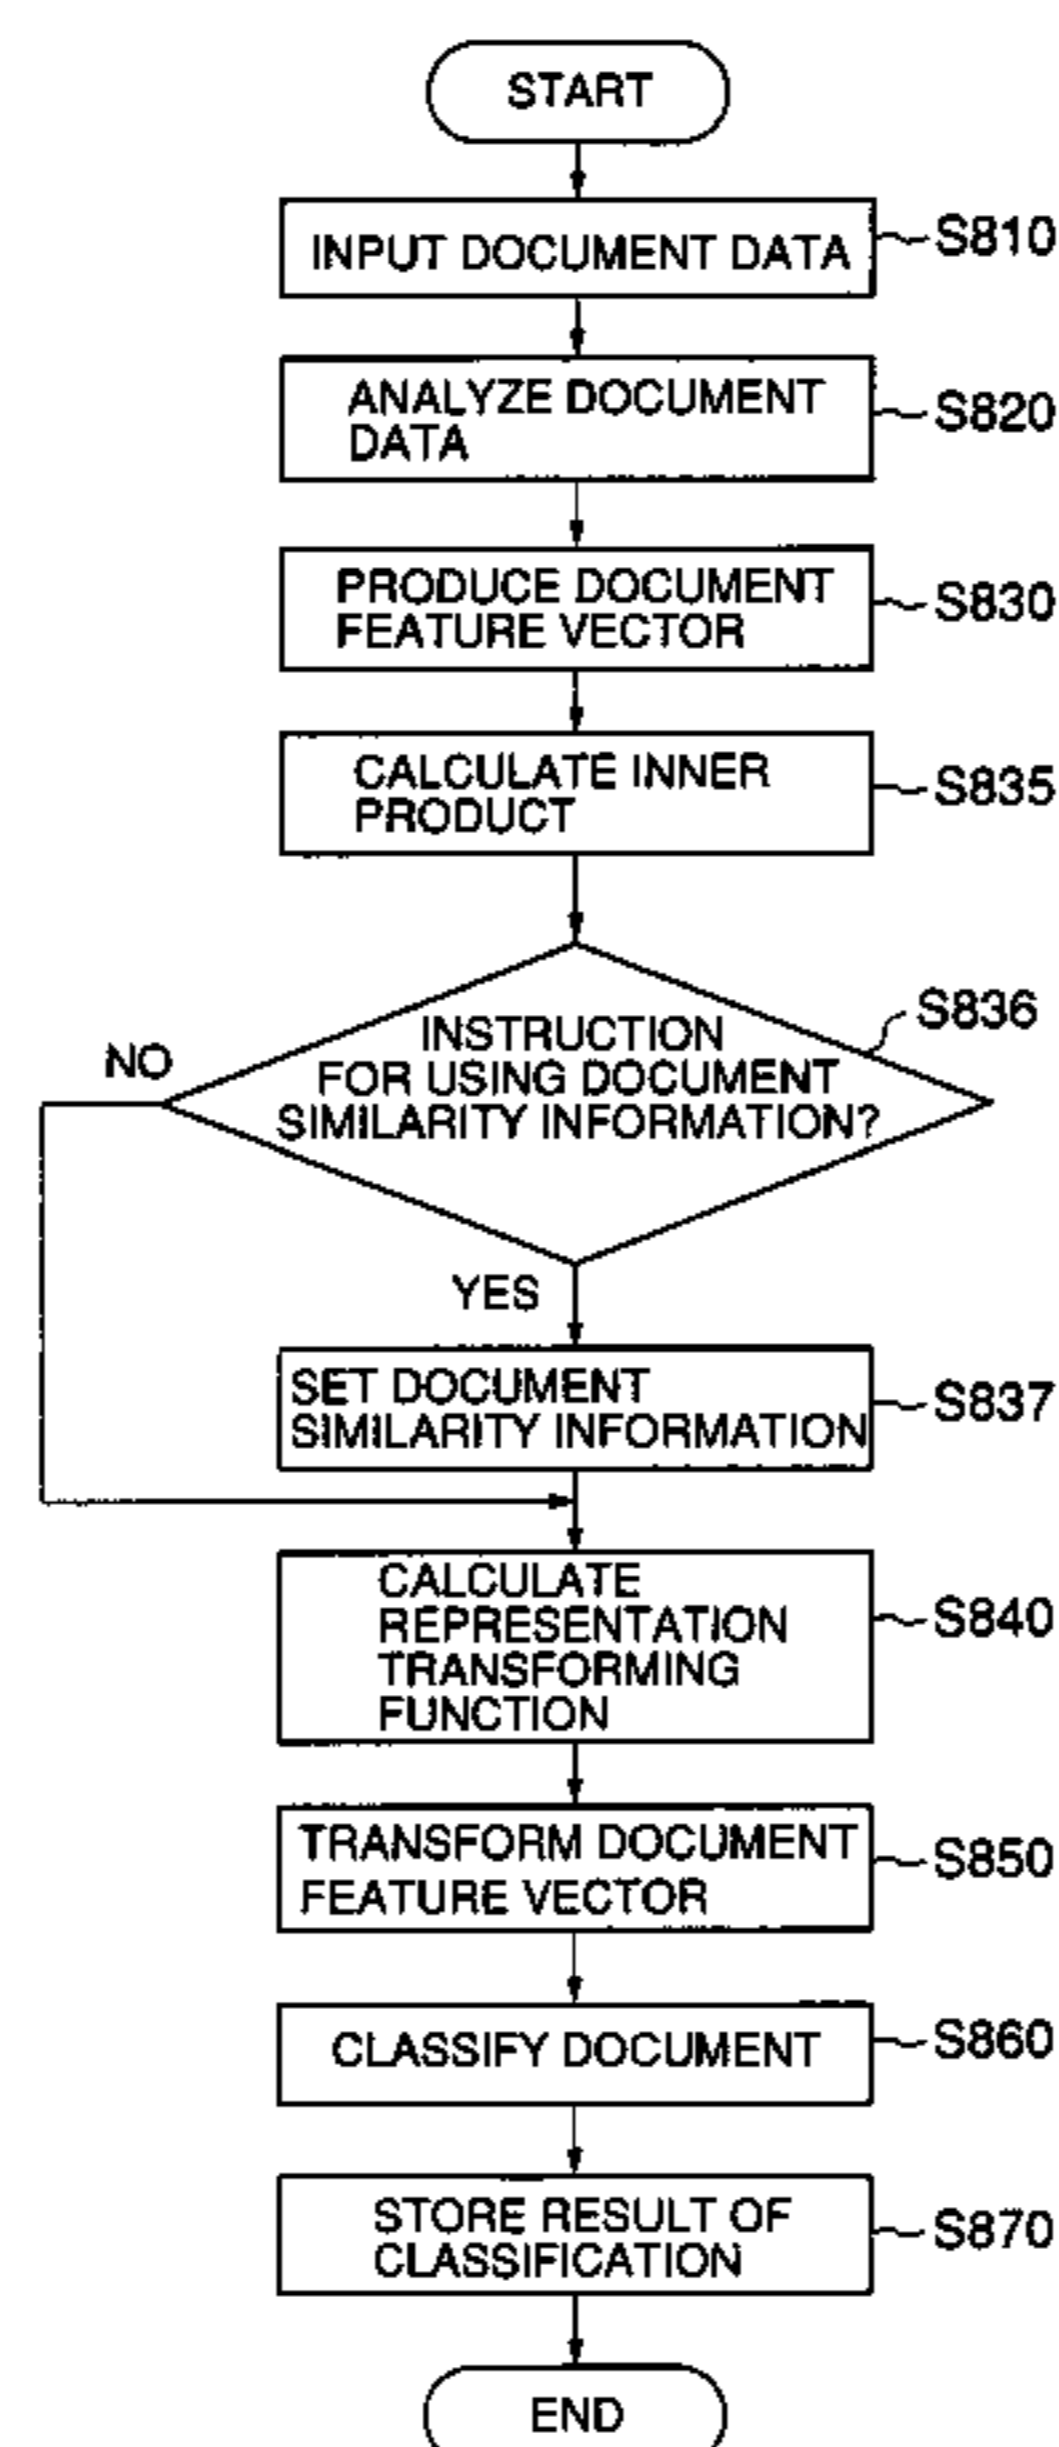 START
INPUT DOCUMENT DATA
S810
ANALYZE DOCUMENT
DATA
S820
PRODUCE DOCUMENT
FEATURE VECTOR
S830
CALCULATE INNER
PRODUCT
S835
INSTRUCTION
FOR USING DOCUMENT
SIMILARITY INFORMATION?
S836
NO
YES
SET DOCUMENT
SIMILARITY INFORMATION
S837
CALCULATE
REPRESENTATION
TRANSFORMING
FUNCTION
S840
TRANSFORM DOCUMENT
FEATURE VECTOR
S850
CLASSIFY DOCUMENT
S860
STORE RESULT OF
CLASSIFICATION
S870
END